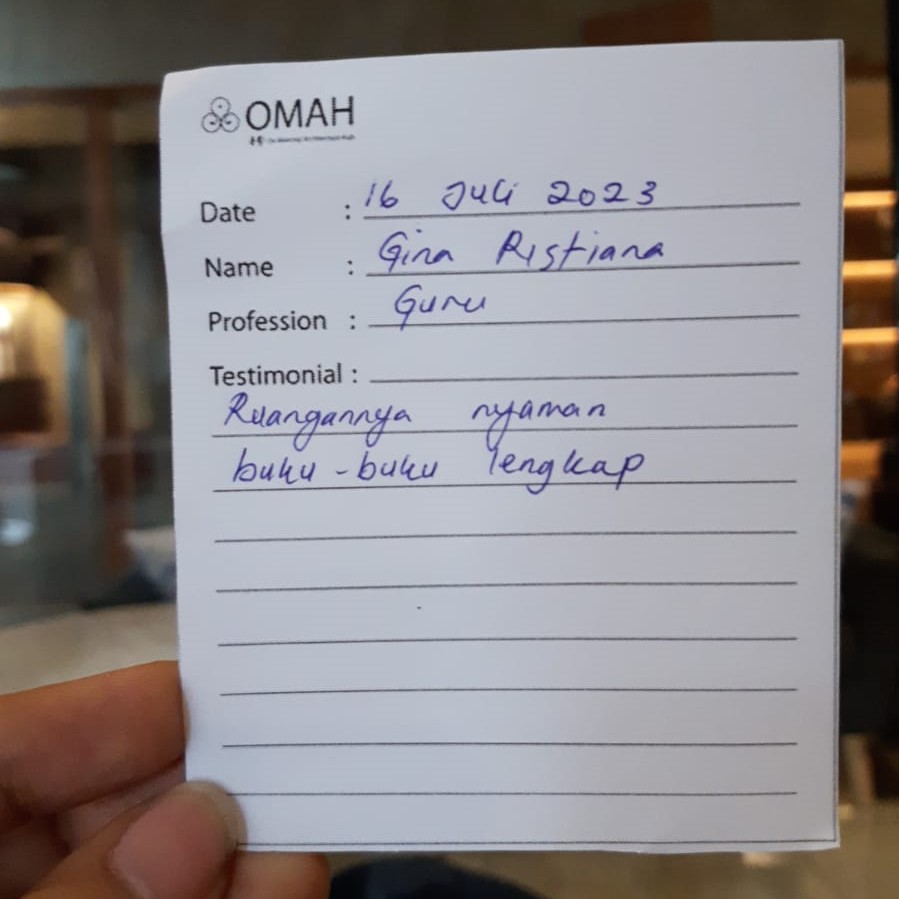 OMAH
Date : 16 Juli 2023
Name : Gina Ristiana
Profession : Guru
Testimonial :
Ruangannya nyaman
buku-buku lengkap